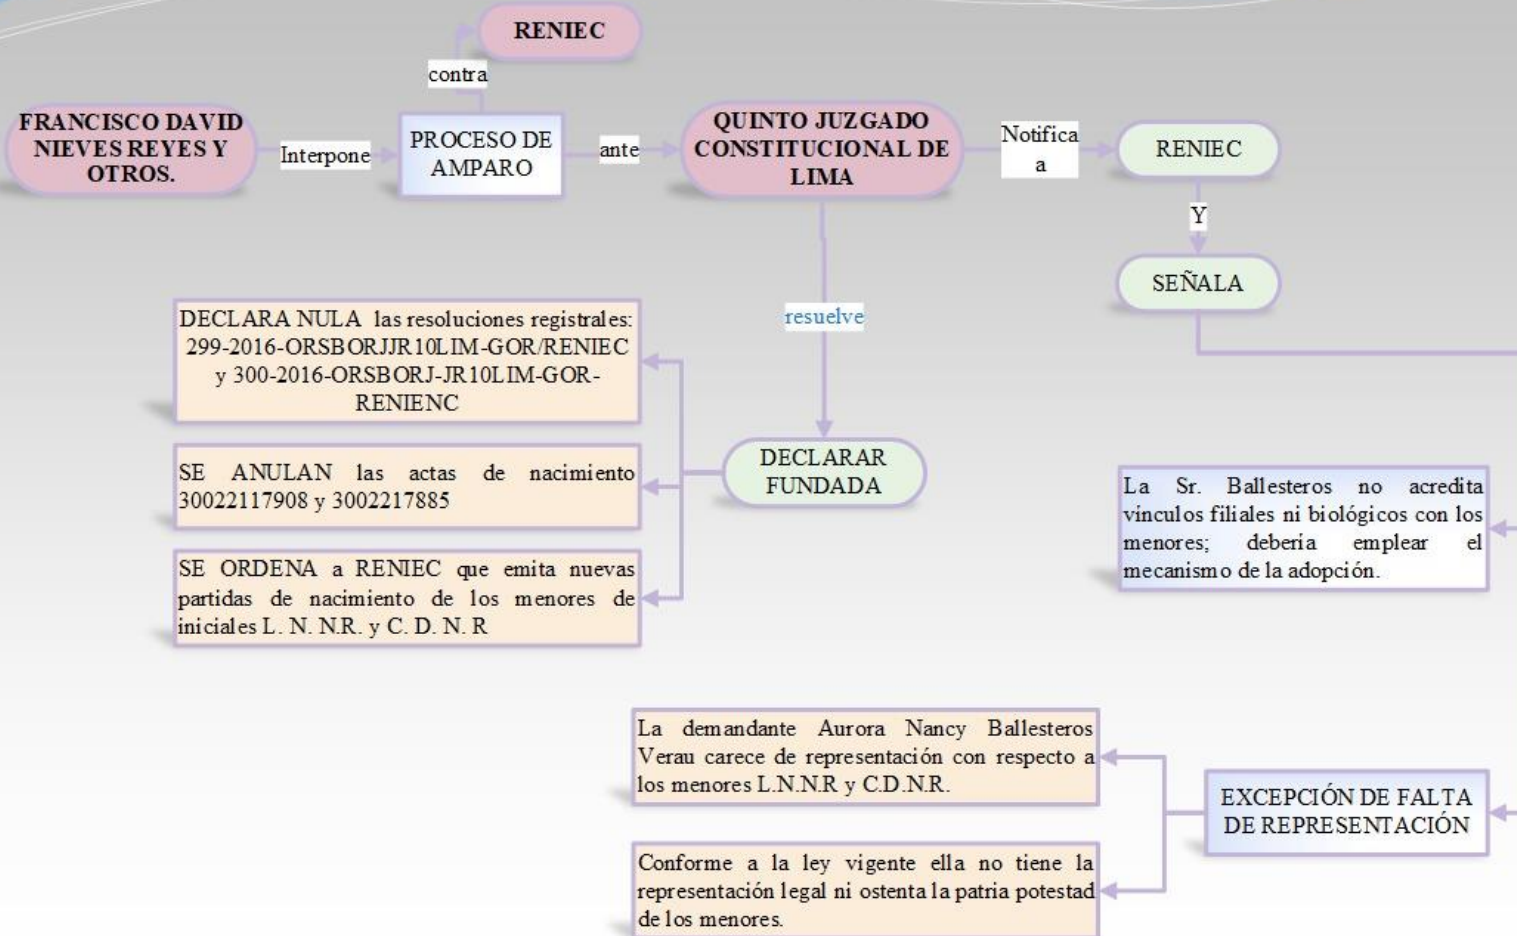 RENIEC
contra
FRANCISCO DAVID
NIEVES REYES Y
OTROS.
Interpone
PROCESO DE
AMPARO
ante
QUINTO JUZGADO
CONSTITUCIONAL DE
LIMA
Notifica
a
RENIEC
Y
SEÑALA
resuelve
DECLARA NULA las resoluciones registrales:
299-2016-ORSBORJJR10LIM-GOR/RENIEC
y 300-2016-ORSBORJ-JR10LIM-GOR-
RENIENC
SE ANULAN las actas de nacimiento
30022117908 y 3002217885
SE ORDENA a RENIEC que emita nuevas
partidas de nacimiento de los menores de
iniciales L. N. N.R. y C. D. N. R
DECLARAR
FUNDADA
La Sr. Ballesteros no acredita
vínculos filiales ni biológicos con los
menores; debería emplear el
mecanismo de la adopción.
La demandante Aurora Nancy Ballesteros
Verau carece de representación con respecto a
los menores L.N.N.R y C.D.N.R.
Conforme a la ley vigente ella no tiene la
representación legal ni ostenta la patria potestad
de los menores.
EXCEPCIÓN DE FALTA
DE REPRESENTACIÓN